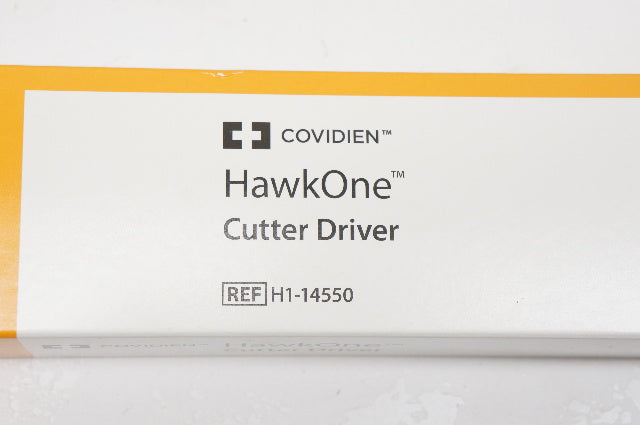 COVIDIEN™
HawkOne™
Cutter Driver
REF H1-14550
COVIDIEN™ HawkOne™
Cutter Driver